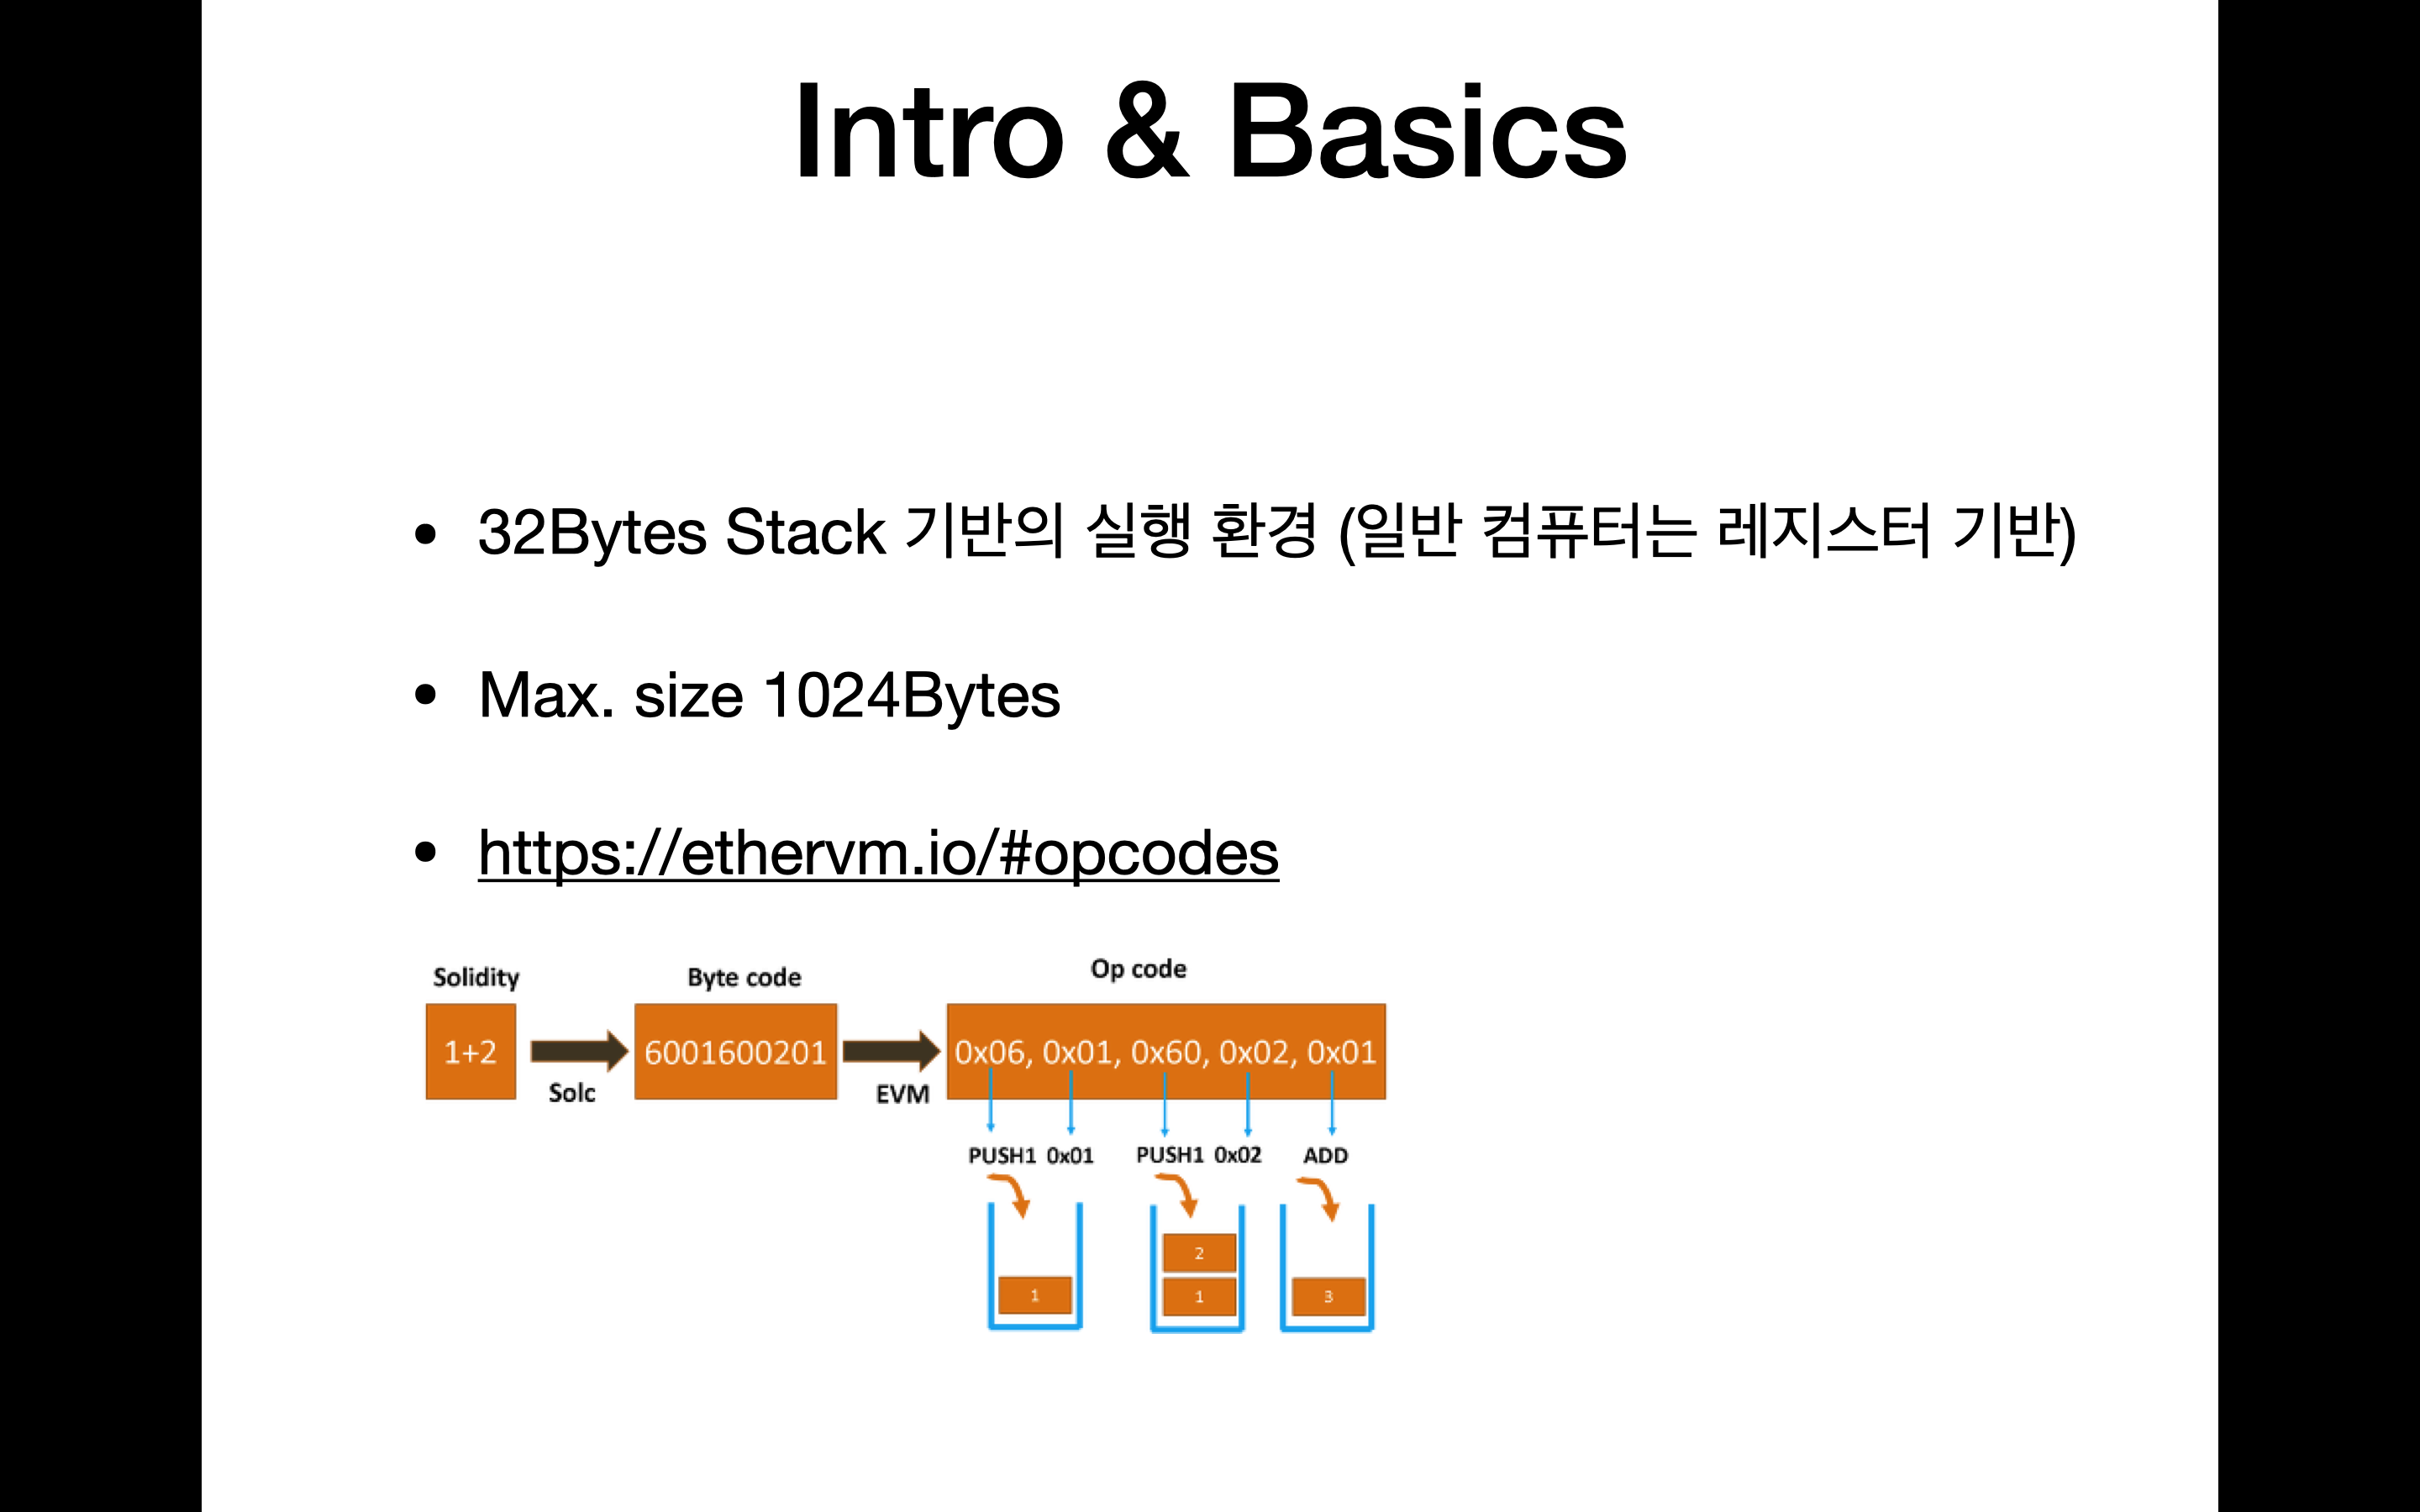 Intro & Basics
• 32Bytes Stack 기반의 실행 환경 (일반 컴퓨터는 레지스터 기반)
• Max. size 1024Bytes
• https://ethervm.io/#opcodes
Solidity
Byte code
Op code
1+2
6001600201
0x06, 0x01, 0x60, 0x02, 0x01
Solc
EVM
PUSH1 0x01
PUSH1 0x02
ADD
1
2
1
3